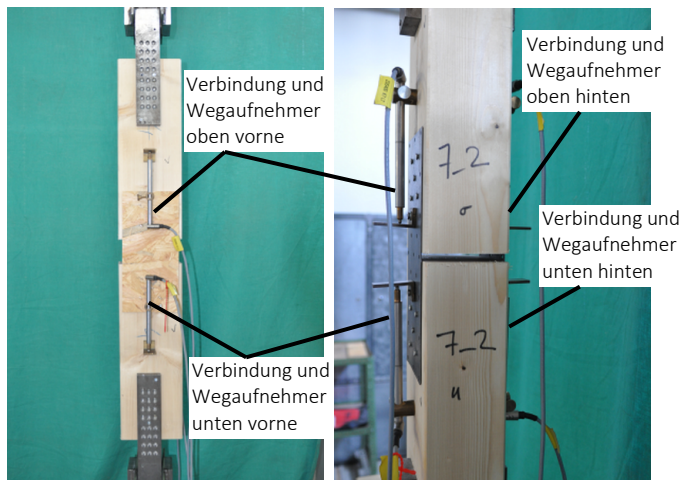 Verbindung und
Wegaufnehmer
oben vorne
Verbindung und
Wegaufnehmer
unten vorne
Verbindung und
Wegaufnehmer
oben hinten
Verbindung und
Wegaufnehmer
unten hinten
7_2
o
7_2
u